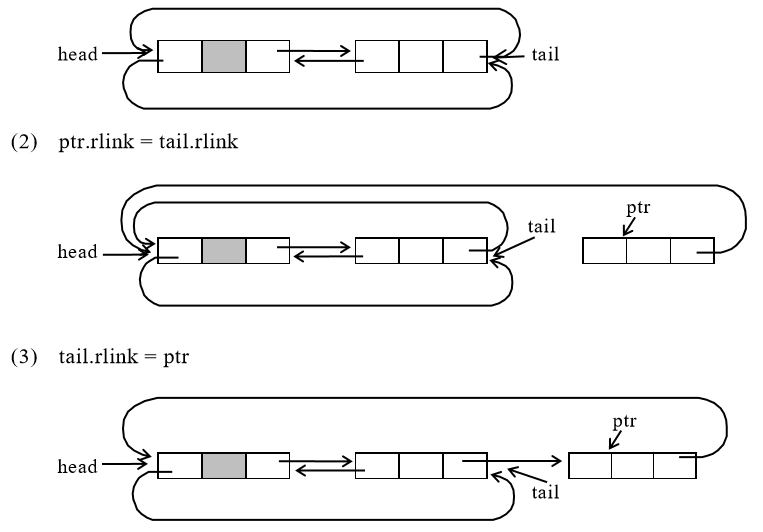 head
tail
(2) ptr.rlink = tail.rlink
ptr
tail
head
(3) tail.rlink = ptr
ptr
head
tail